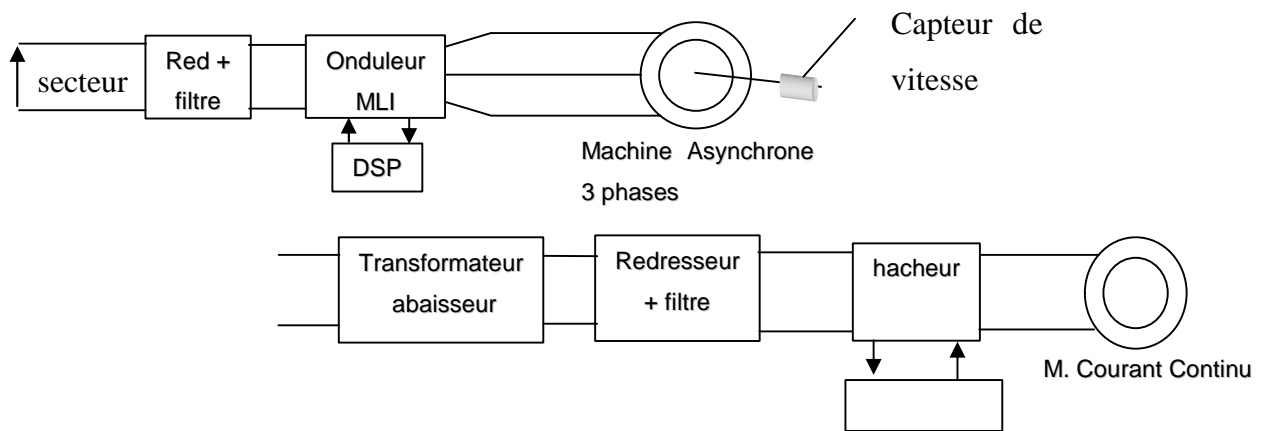 secteur
Red +
filtre
Onduleur
MLI
DSP
Capteur de
vitesse
Machine Asynchrone
3 phases
Transformateur
abaisseur
Redresseur
+ filtre
hacheur
M. Courant Continu